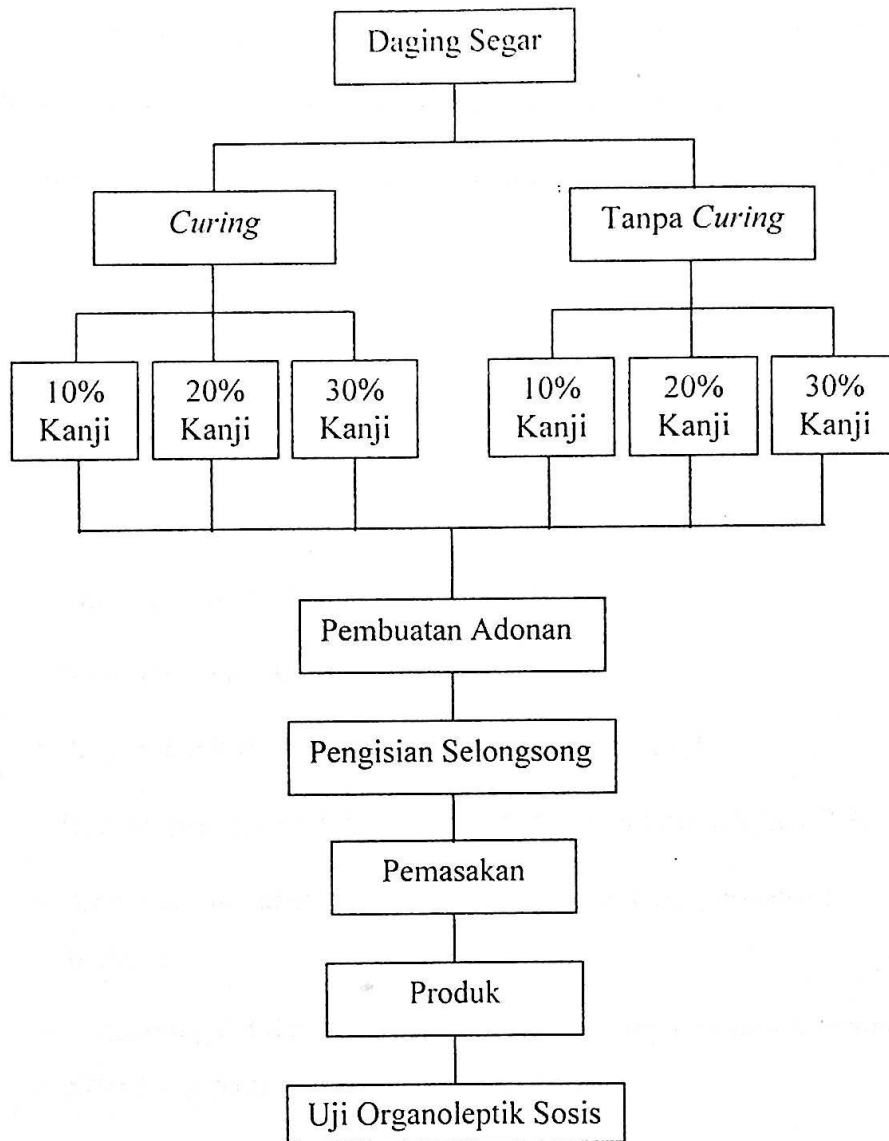 Daging Segar
Curing
Tanpa Curing
10%
Kanji
20%
Kanji
30%
Kanji
10%
Kanji
20%
Kanji
30%
Kanji
Pembuatan Adonan
Pengisian Selongsong
Pemasakan
Produk
Uji Organoleptik Sosis